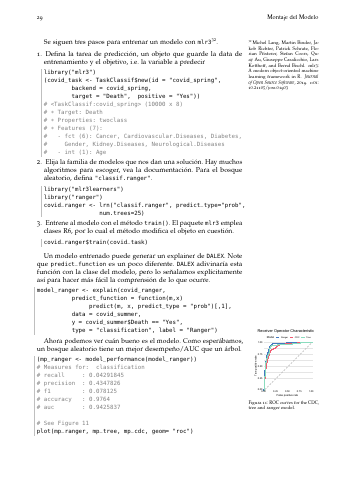 29
Montaje del Modelo
Se siguen tres pasos para entrenar un modelo con mlr3¹².
1. Defina la tarea de predicción, un objeto que guarde la data de
entrenamiento y el objetivo, i.e. la variable a predecir
library("mlr3")
(covid_task <- TaskClassif$new(id = "covid_spring",
backend = covid_spring,
target = "Death", positive = "Yes"))
# <TaskClassif:covid_spring> (10000 x 8)
# * Target: Death
# * Properties: twoclass
# * Features (7):
# - fct (6): Cancer, Cardiovascular.Diseases, Diabetes,
# Gender, Kidney.Diseases, Neurological.Diseases
# - int (1): Age
2. Elija la familia de modelos que nos dan una solución. Hay muchos
algoritmos para escoger, vea la documentación. Para el bosque
aleatorio, defina "classif.ranger".
library("mlr3learners")
library("ranger")
covid_ranger <- lrn("classif.ranger", predict_type="prob",
num.trees=25)
3. Entrene al modelo con el método train(). El paquete mlr3 emplea
clases R6, por lo cual el método modifica el objeto en cuestión.
covid_ranger$train(covid_task)
Un modelo entrenado puede generar un explainer de DALEX. Note
que predict_function es un poco diferente. DALEX adivinaría esta
función con la clase del modelo, pero lo señalamos explícitamente
así para hacer más fácil la comprensión de lo que ocurre.
model_ranger <- explain(covid_ranger,
predict_function = function(m,x)
predict(m, x, predict_type = "prob")[,1],
data = covid_summer,
y = covid_summer$Death == "Yes",
type = "classification", label = "Ranger")
Ahora podemos ver cuán bueno es el modelo. Como esperábamos,
un bosque aleatorio tiene un mejor desempeño/AUC que un árbol.
(mp_ranger <- model_performance(model_ranger))
# Measures for: classification
# recall : 0.04291845
# precision : 0.4347826
# f1 : 0.078125
# accuracy : 0.9764
# auc : 0.9425837
# See Figure 11
plot(mp_ranger, mp_tree, mp_cdc, geom= "roc")
¹² Michel Lang, Martin Binder, Ja-
kob Richter, Patrick Schratz, Flo-
rian Pfisterer, Stefan Coors, Quy
Au, Giuseppe Casalicchio, Lars
Kotthoff, and Bernd Bischl. mlr3:
A modern object-oriented machine
learning framework in R. Journal
of Open Source Software, 2019. doi:
10.21105/joss.01903
Receiver Operator Characteristic
Figura 11: ROC curves for the CDC,
tree and ranger model.